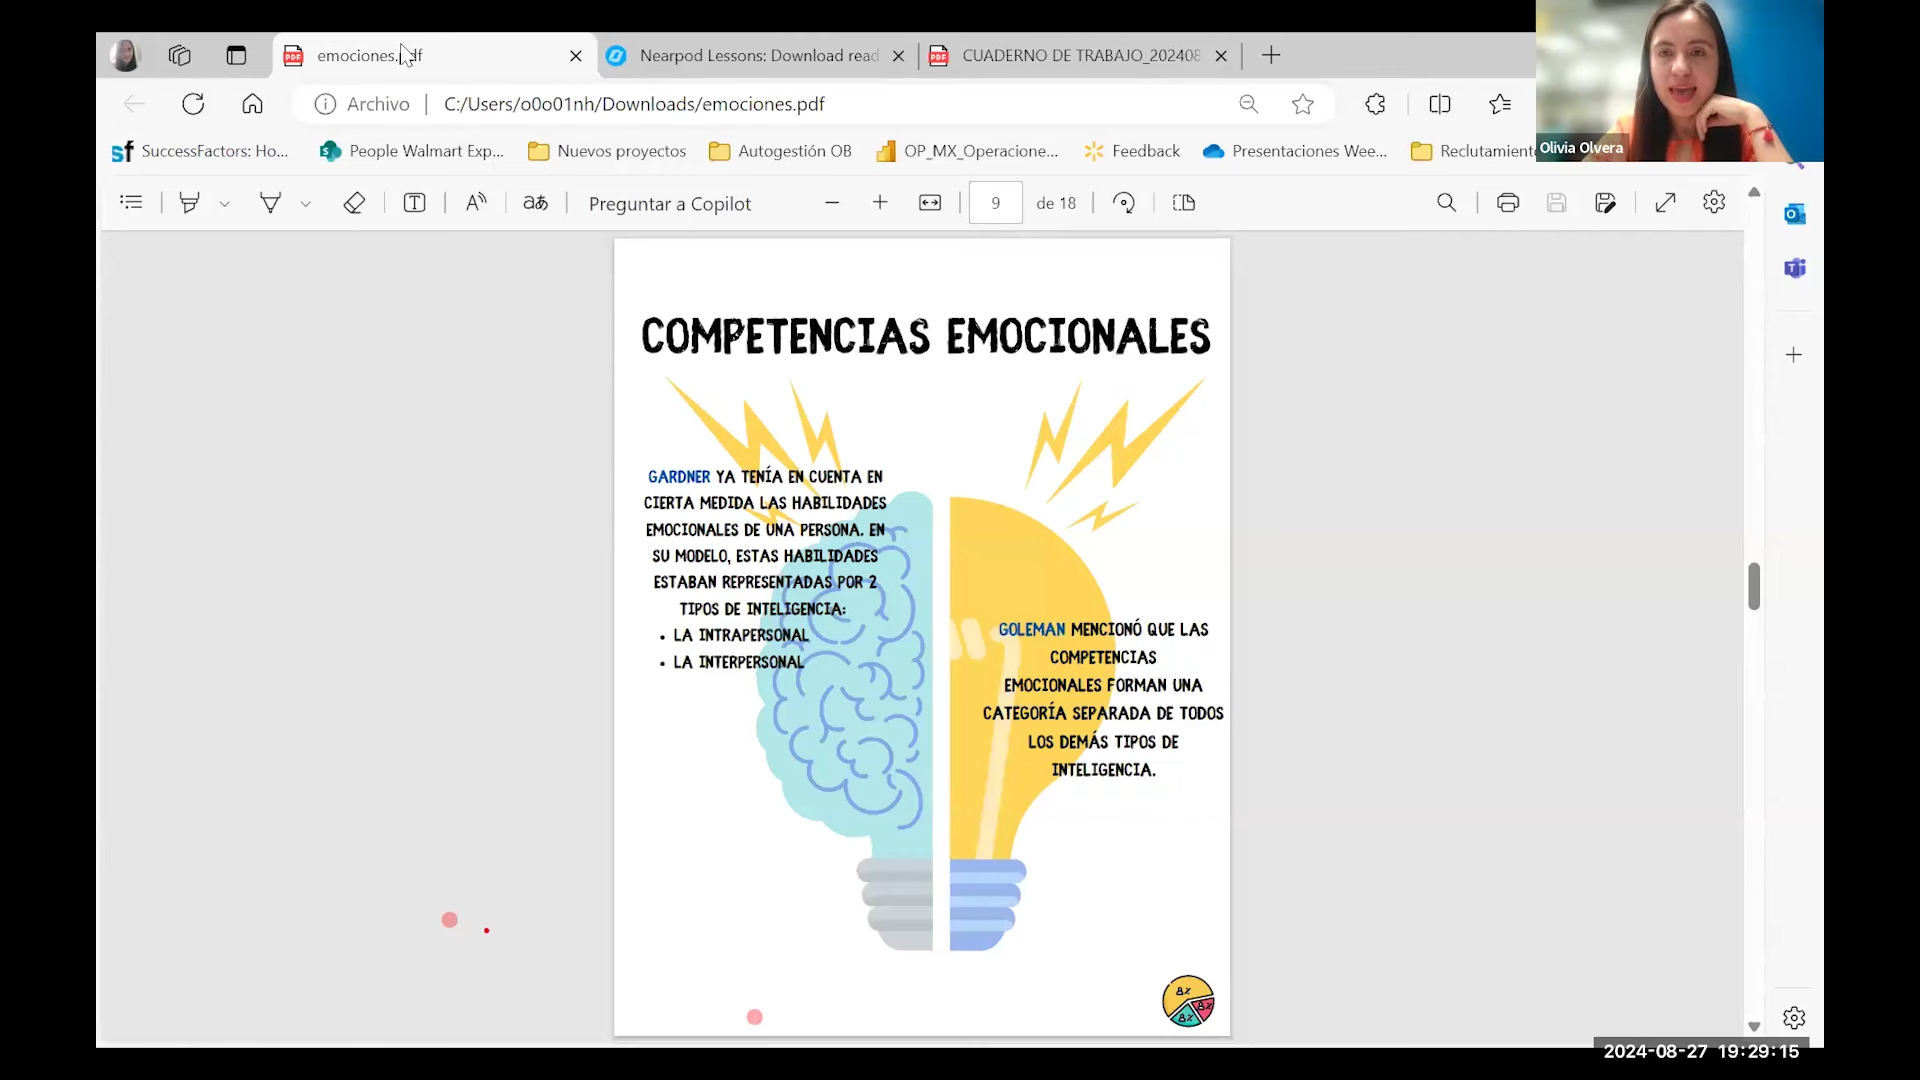 emociones.pdf
Nearpod Lessons: Download read
CUADERNO DE TRABAJO_202408
Archivo
C:/Users/o0o01nh/Downloads/emociones.pdf
Olivia Olvera
SuccessFactors: Ho...
People Walmart Exp...
Nuevos proyectos
Autogestión OB
OP_MX_Operacione...
Feedback
Presentaciones Wee...
Reclutamiento
Preguntar a Copilot
9
de 18
COMPETENCIAS EMOCIONALES
GARDNER YA TENÍA EN CUENTA EN
CIERTA MEDIDA LAS HABILIDADES
EMOCIONALES DE UNA PERSONA. EN
SU MODELO, ESTAS HABILIDADES
ESTABAN REPRESENTADAS POR 2
TIPOS DE INTELIGENCIA:
• LA INTRAPERSONAL
• LA INTERPERSONAL
GOLEMAN MENCIONÓ QUE LAS
COMPETENCIAS
EMOCIONALES FORMAN UNA
CATEGORÍA SEPARADA DE TODOS
LOS DEMÁS TIPOS DE
INTELIGENCIA.
2024-08-27 19:29:15